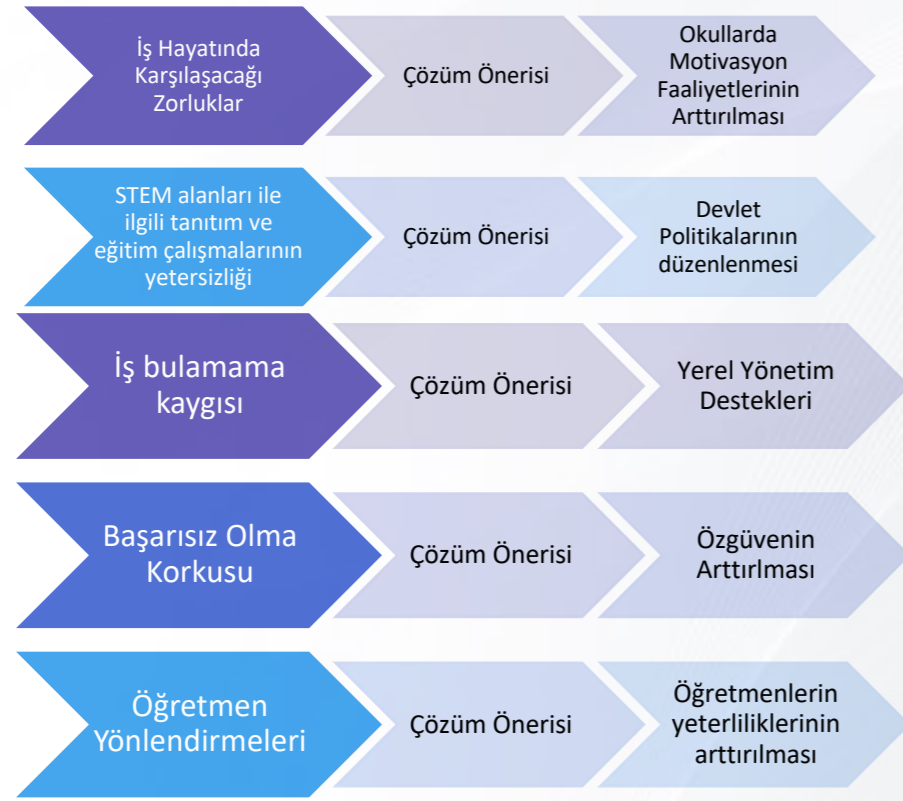 İş Hayatında
Karşılaşacağı
Zorluklar
Çözüm Önerisi
Okullarda
Motivasyon
Faaliyetlerinin
Arttırılması
STEM alanları ile
ilgili tanıtım ve
eğitim çalışmalarının
yetersizliği
Çözüm Önerisi
Devlet
Politikalarının
düzenlenmesi
İş bulamama
kaygısı
Çözüm Önerisi
Yerel Yönetim
Destekleri
Başarısız Olma
Korkusu
Çözüm Önerisi
Özgüvenin
Arttırlması
Öğretmen
Yönlendirmeleri
Çözüm Önerisi
Öğretmenlerin
yeterliliklerinin
arttırılması